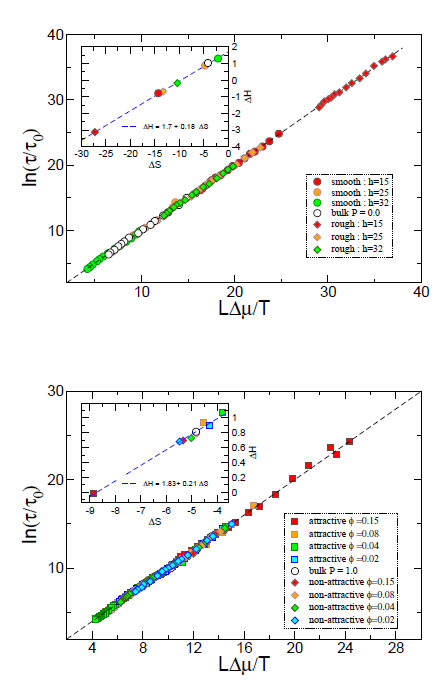 40
30
20
10
ln(τ/τ₀)
2
1
0
-1
-2
-3
-4
ΔH
ΔH = 1.7 + 0.18 ΔS
-30 -25 -20 -15 -10 -5 0
ΔS
smooth : h=15
smooth : h=25
smooth : h=32
bulk P = 0.0
rough : h=15
rough : h=25
rough : h=32
10 20 30 40
LΔμ/T
30
20
10
ln(τ/τ₀)
1
0.8
0.6
0.4
0.2
0
ΔH
ΔH = 1.83+ 0.21 ΔS
-9 -8 -7 -6 -5 -4
ΔS
attractive ϕ =0.15
attractive ϕ =0.08
attractive ϕ =0.04
attractive ϕ =0.02
bulk P = 1.0
non-attractive ϕ=0.15
non-attractive ϕ=0.08
non-attractive ϕ=0.04
non-attractive ϕ=0.02
4 8 12 16 20 24 28
LΔμ/T